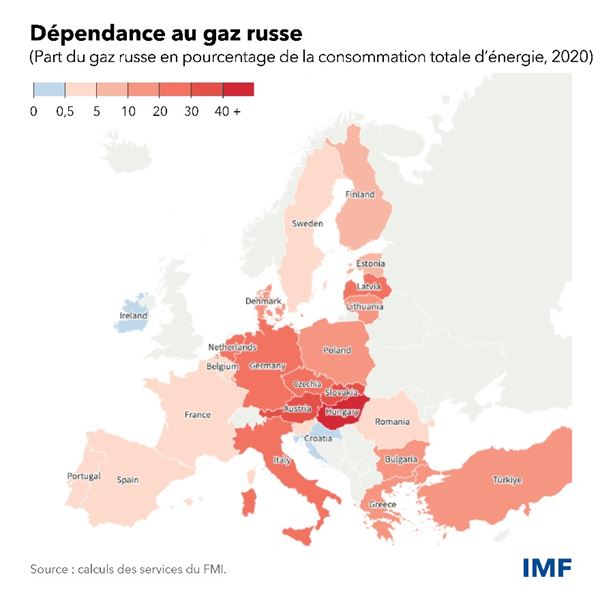 Dépendance au gaz russe
(Part du gaz russe en pourcentage de la consommation totale d’énergie, 2020)
0 0,5 5 10 20 30 40 +
Finland
Sweden
Estonia
Latvia
Denmark
Lithuania
Ireland
Netherlands
Poland
Belgium
Germany
Czechia
Slovakia
Austria
Hungary
France
Romania
Croatia
Italy
Bulgaria
Portugal
Spain
Türkiye
Greece
Source : calculs des services du FMI.
IMF